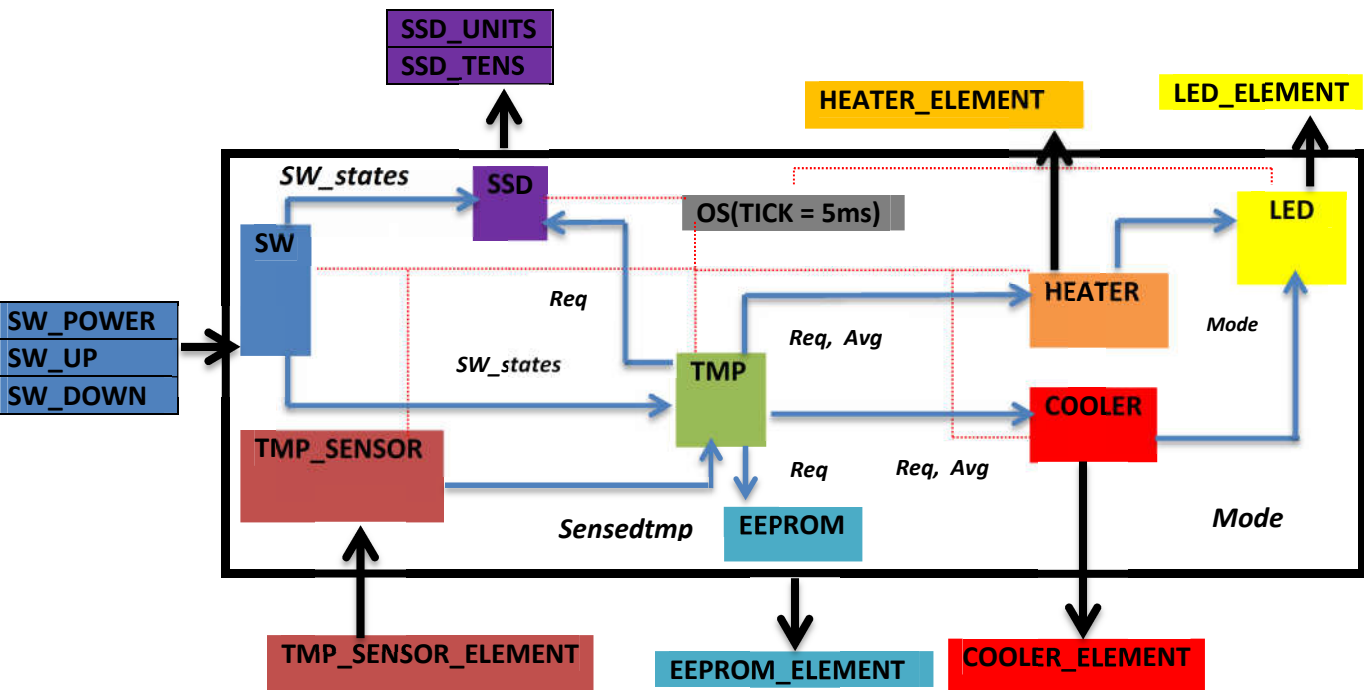 SSD_UNITS
SSD_TENS
HEATER_ELEMENT
LED_ELEMENT
SW_states
SSD
OS(TICK = 5ms)
LED
SW
Req
HEATER
SW_POWER
SW_UP
SW_DOWN
Req, Avg
Mode
SW_states
TMP
COOLER
TMP_SENSOR
Req
Req, Avg
Sensedtmp
EEPROM
Mode
TMP_SENSOR_ELEMENT
EEPROM_ELEMENT
COOLER_ELEMENT